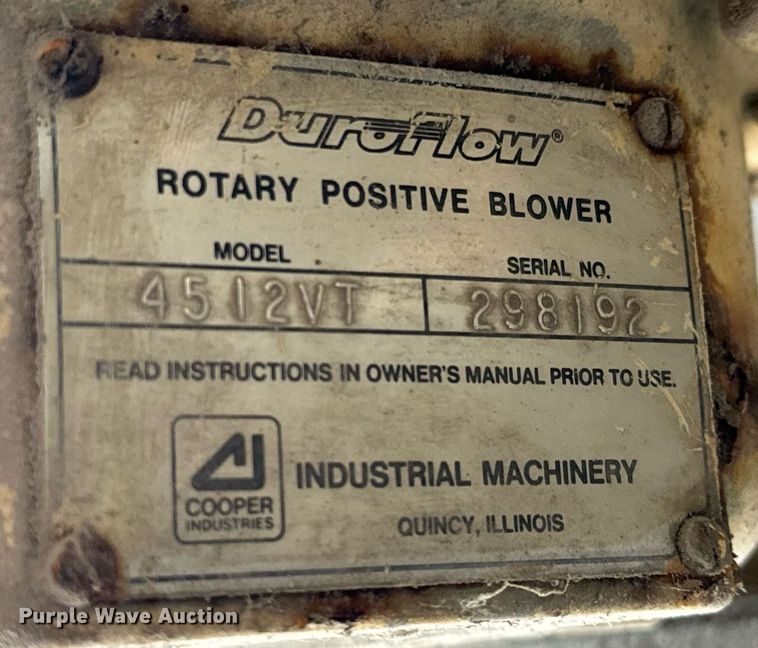 DuroFlow®
ROTARY POSITIVE BLOWER
MODEL SERIAL NO.
4512VT 298192
READ INSTRUCTIONS IN OWNER'S MANUAL PRIOR TO USE.
COOPER
INDUSTRIES
INDUSTRIAL MACHINERY
QUINCY, ILLINOIS
Purple Wave Auction